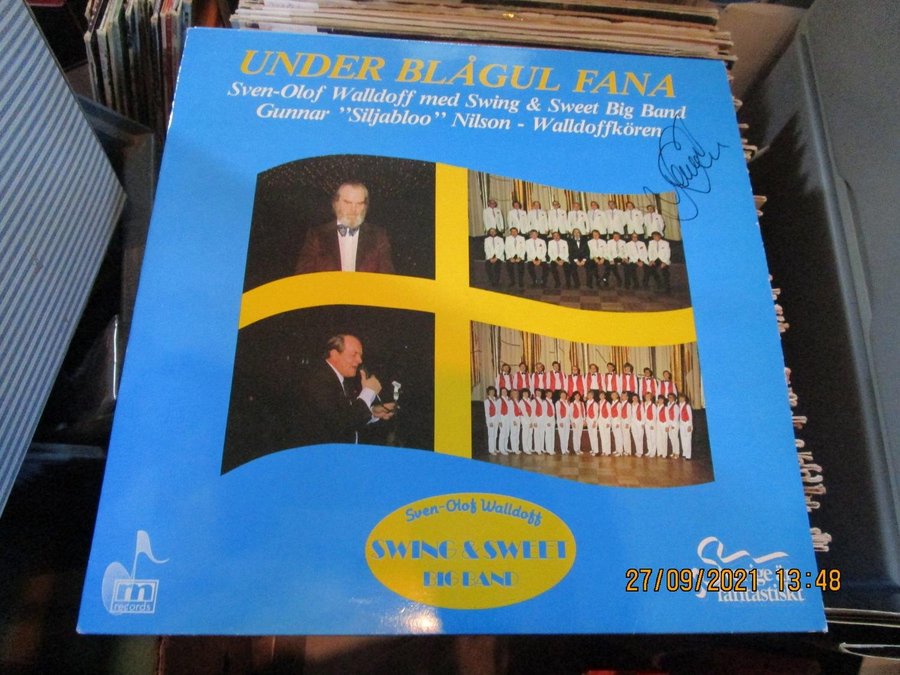 UNDER BLÅGUL FANA
Sven-Olof Walldoff med Swing & Sweet Big Band
Gunnar ”Siljabloo” Nilson - Walldoffkören
Sven-Olof Walldoff
SWING & SWEET
BIG BAND
m
records
fantastiskt
27/09/2021 13:48